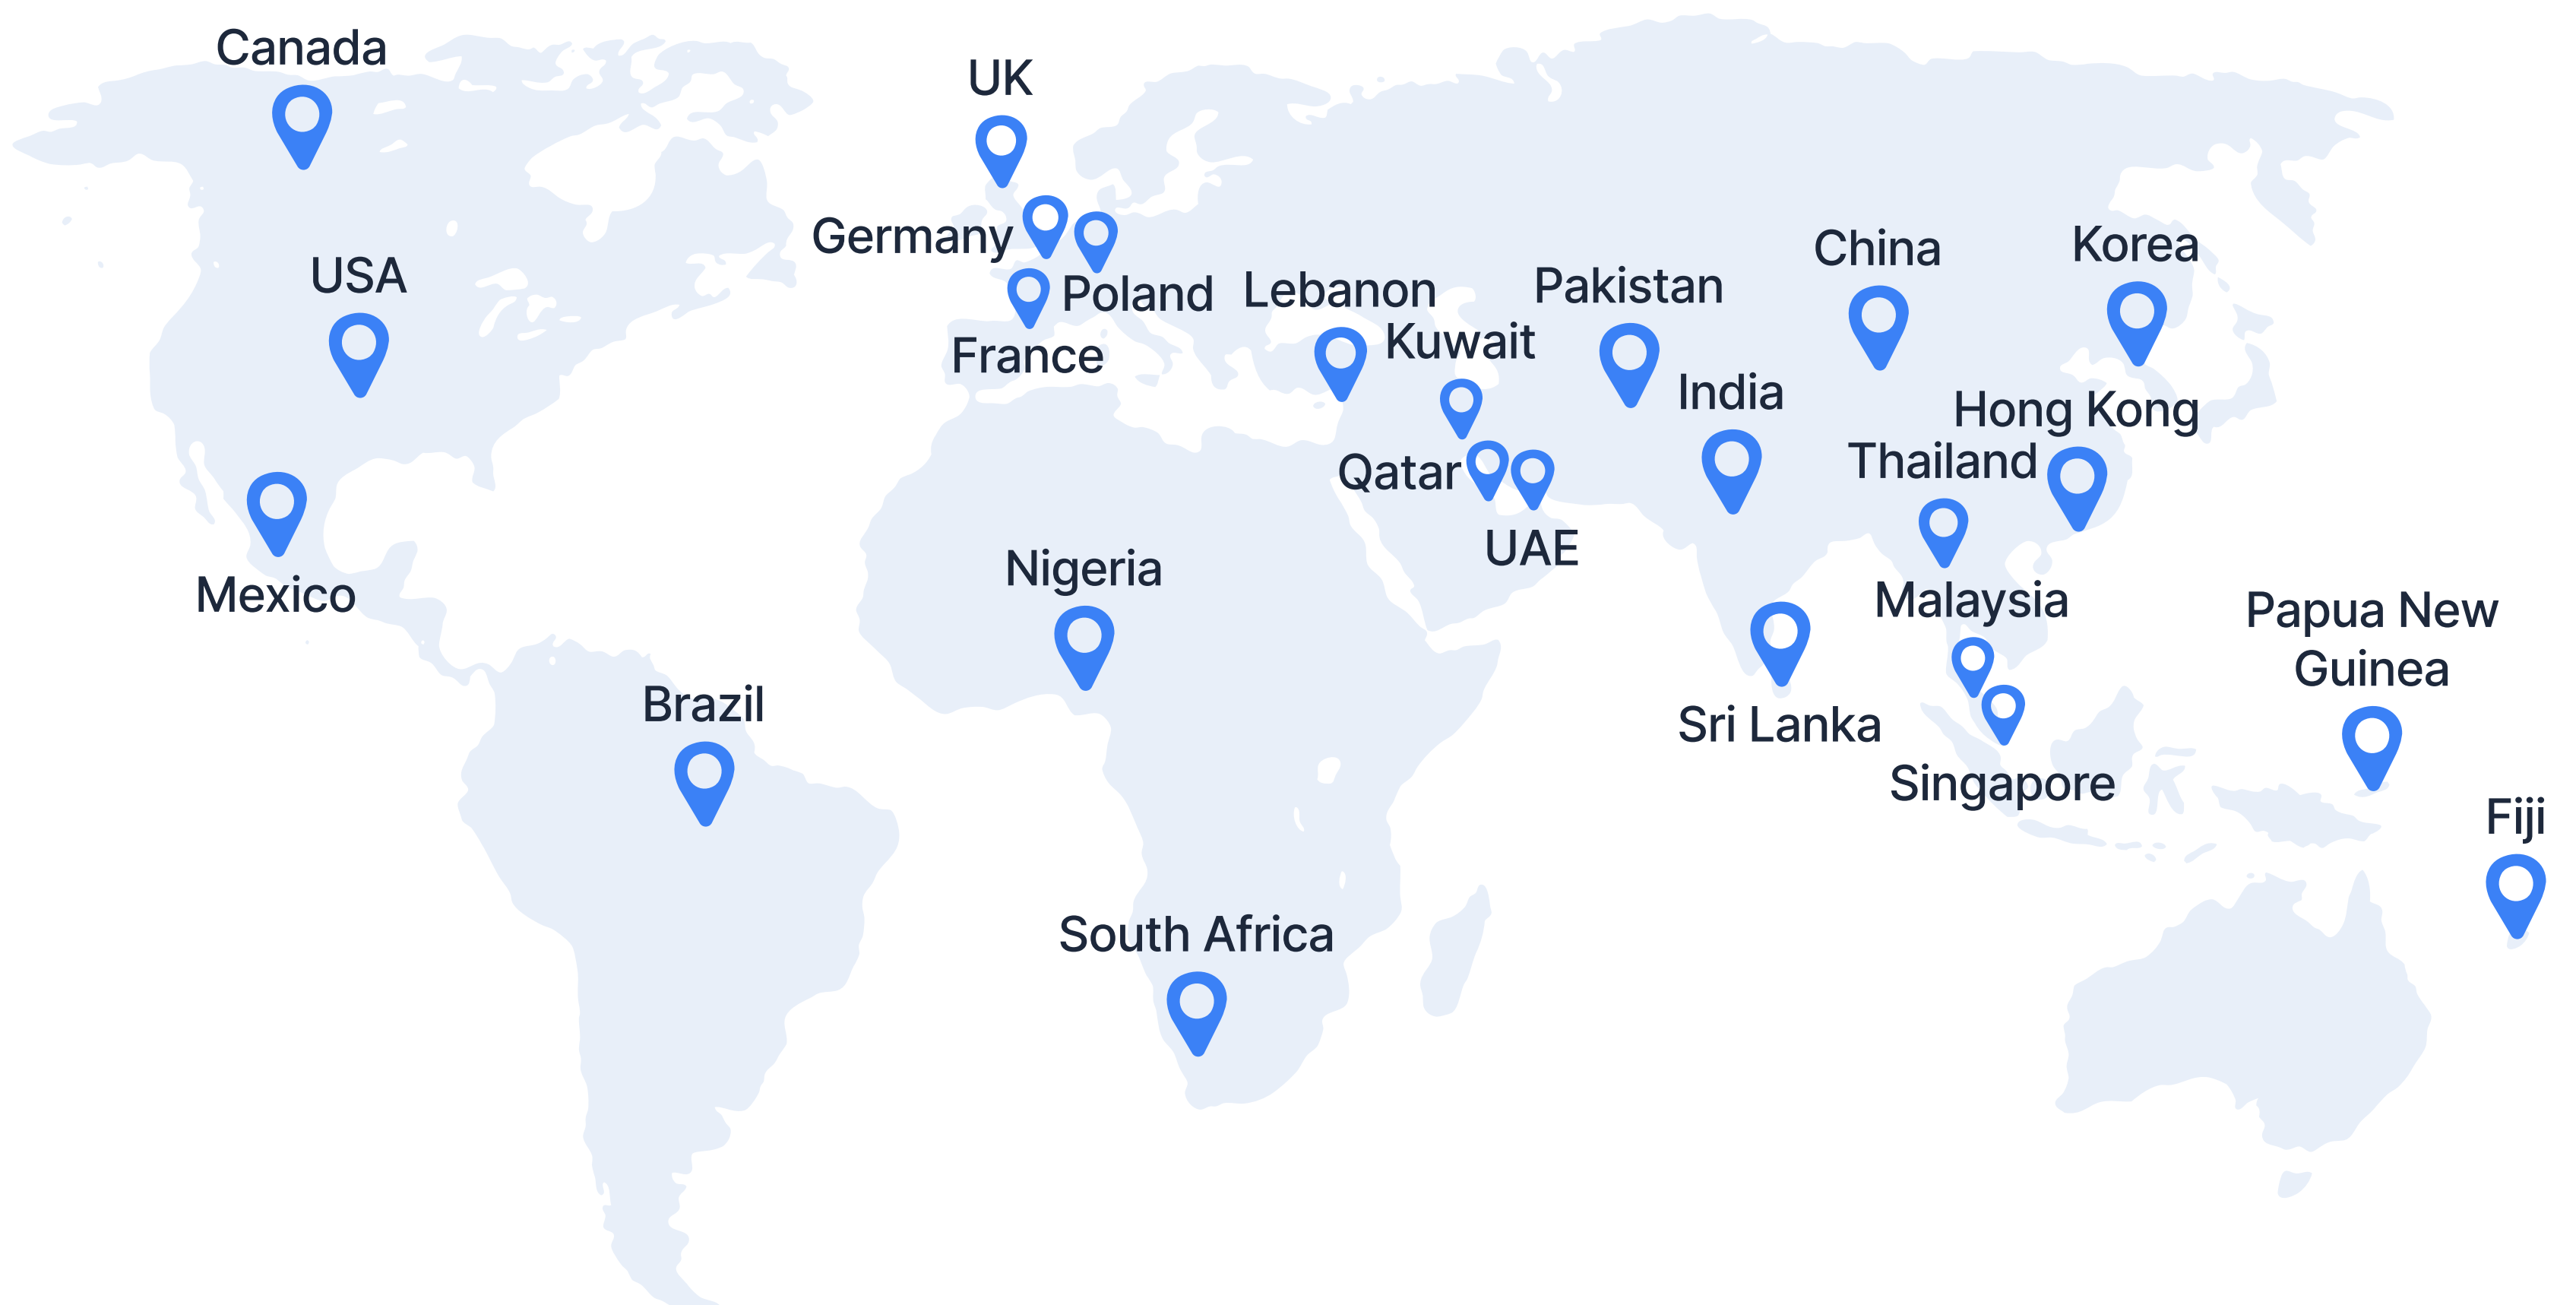 Canada
UK
Germany
Poland
USA
Lebanon
Pakistan
China
Korea
France
Kuwait
India
Hong Kong
Thailand
Qatar
UAE
Mexico
Nigeria
Malaysia
Papua New
Guinea
Brazil
Sri Lanka
Singapore
Fiji
South Africa